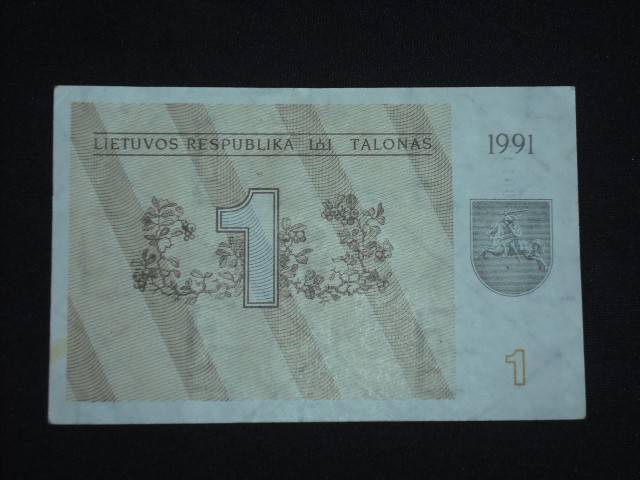 LIETUVOS RESPUBLIKA TALONAS
1991
1
1